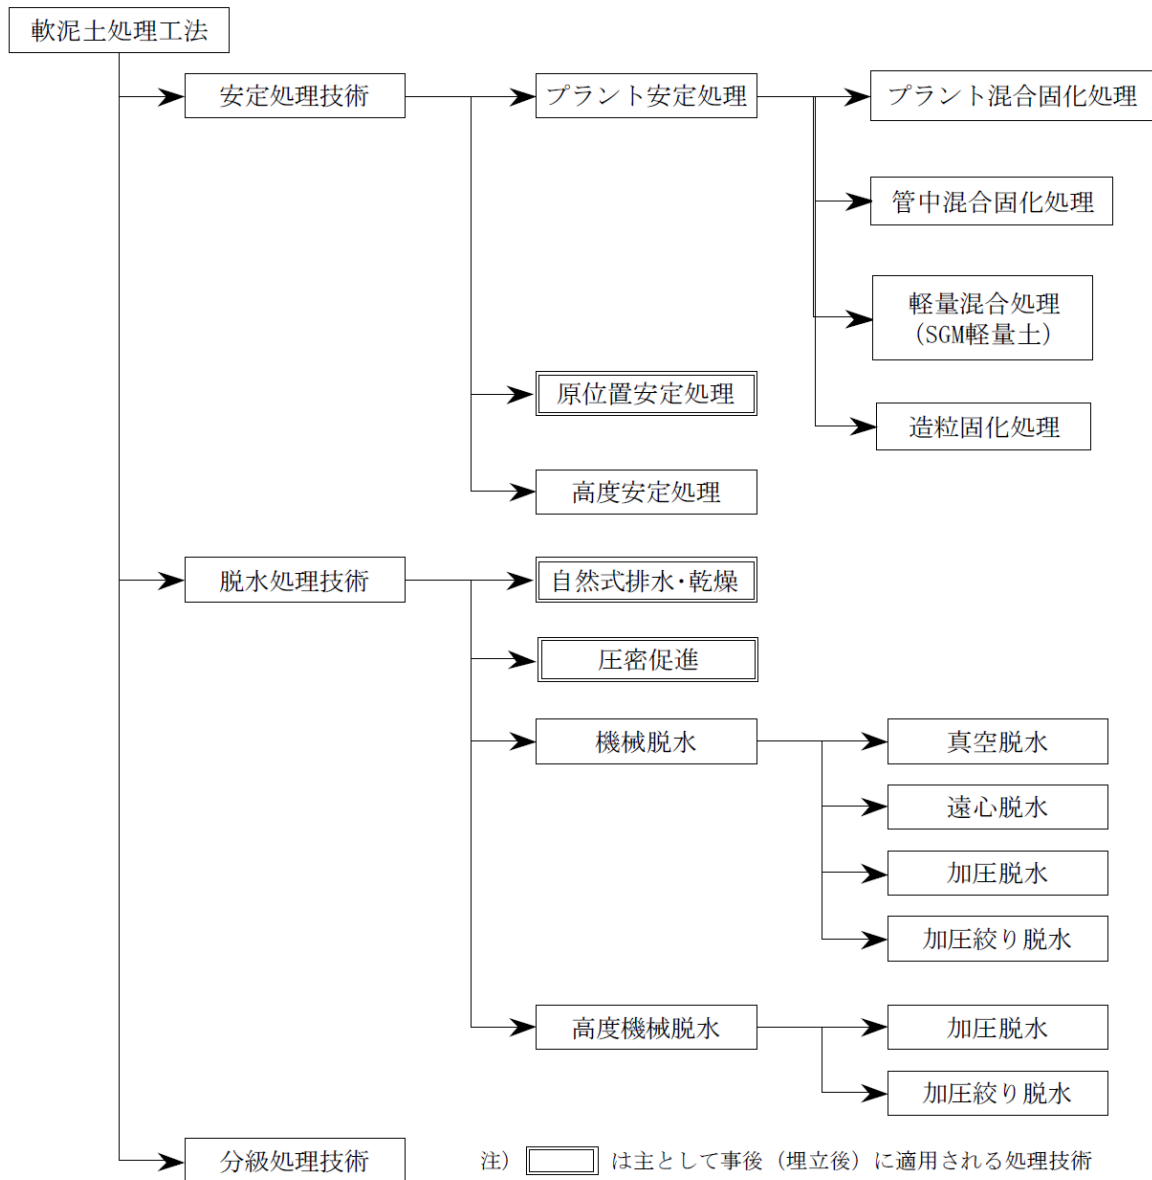 軟泥土処理工法
安定処理技術
プラント安定処理
プラント混合固化処理
管中混合固化処理
軽量混合処理
(SGM軽量土)
造粒固化処理
原位置安定処理
高度安定処理
脱水処理技術
自然式排水・乾燥
圧密促進
機械脱水
真空脱水
遠心脱水
加圧脱水
加圧絞り脱水
高度機械脱水
加圧脱水
加圧絞り脱水
分級処理技術
注) は主として事後(埋立後)に適用される処理技術